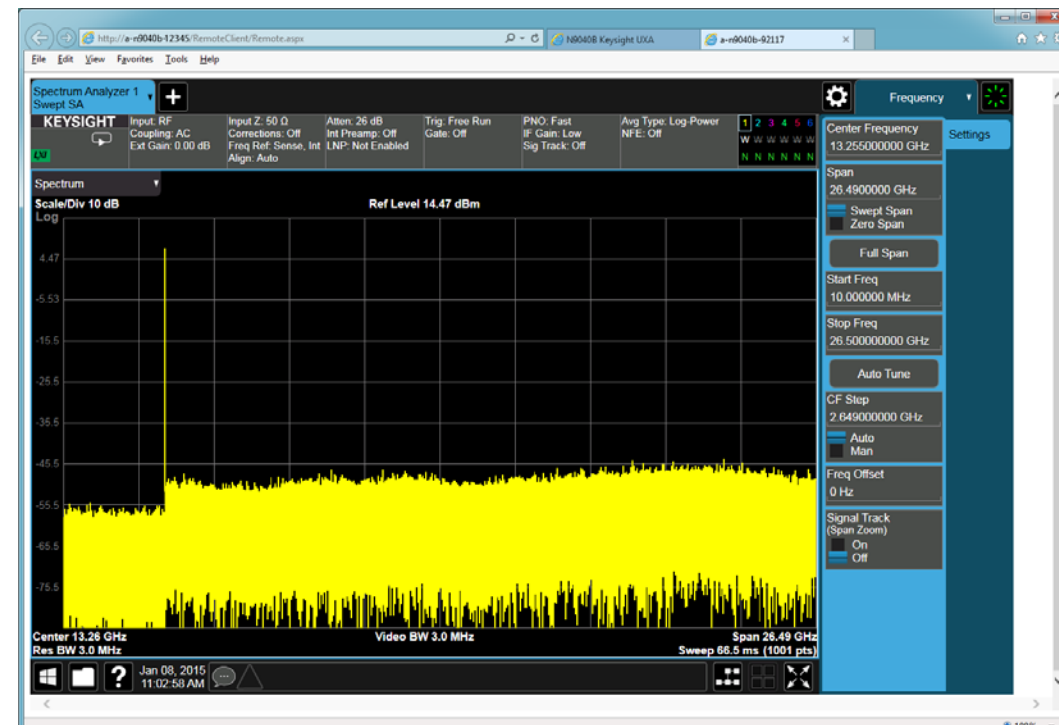 http://a-n9040b-12345/RemoteClient/Remote.aspx
N9040B Keysight UXA
a-n9040b-92117
File Edit View Favorites Tools Help
Spectrum Analyzer 1
Swept SA
Frequency
KEYSIGHT
LXI
Input: RF
Coupling: AC
Ext Gain: 0.00 dB
Input Z: 50 Ω
Corrections: Off
Freq Ref: Sense, Int
Align: Auto
Atten: 26 dB
Int Preamp: Off
LNP: Not Enabled
Trig: Free Run
Gate: Off
PNO: Fast
IF Gain: Low
Sig Track: Off
Avg Type: Log-Power
NFE: Off
1 2 3 4 5 6
W W W W W W
N N N N N N
Spectrum
Scale/Div 10 dB
Ref Level 14.47 dBm
Log
4.47
-5.53
-15.5
-25.5
-35.5
-45.5
-55.5
-65.5
-75.5
Center 13.26 GHz
Video BW 3.0 MHz
Span 26.49 GHz
Res BW 3.0 MHz
Sweep 66.5 ms (1001 pts)
Center Frequency
13.255000000 GHz
Settings
Span
26.4900000 GHz
Swept Span
Zero Span
Full Span
Start Freq
10.000000 MHz
Stop Freq
26.500000000 GHz
Auto Tune
CF Step
2.649000000 GHz
Auto
Man
Freq Offset
0 Hz
Signal Track
(Span Zoom)
On
Off
?
Jan 08, 2015
11:02:58 AM